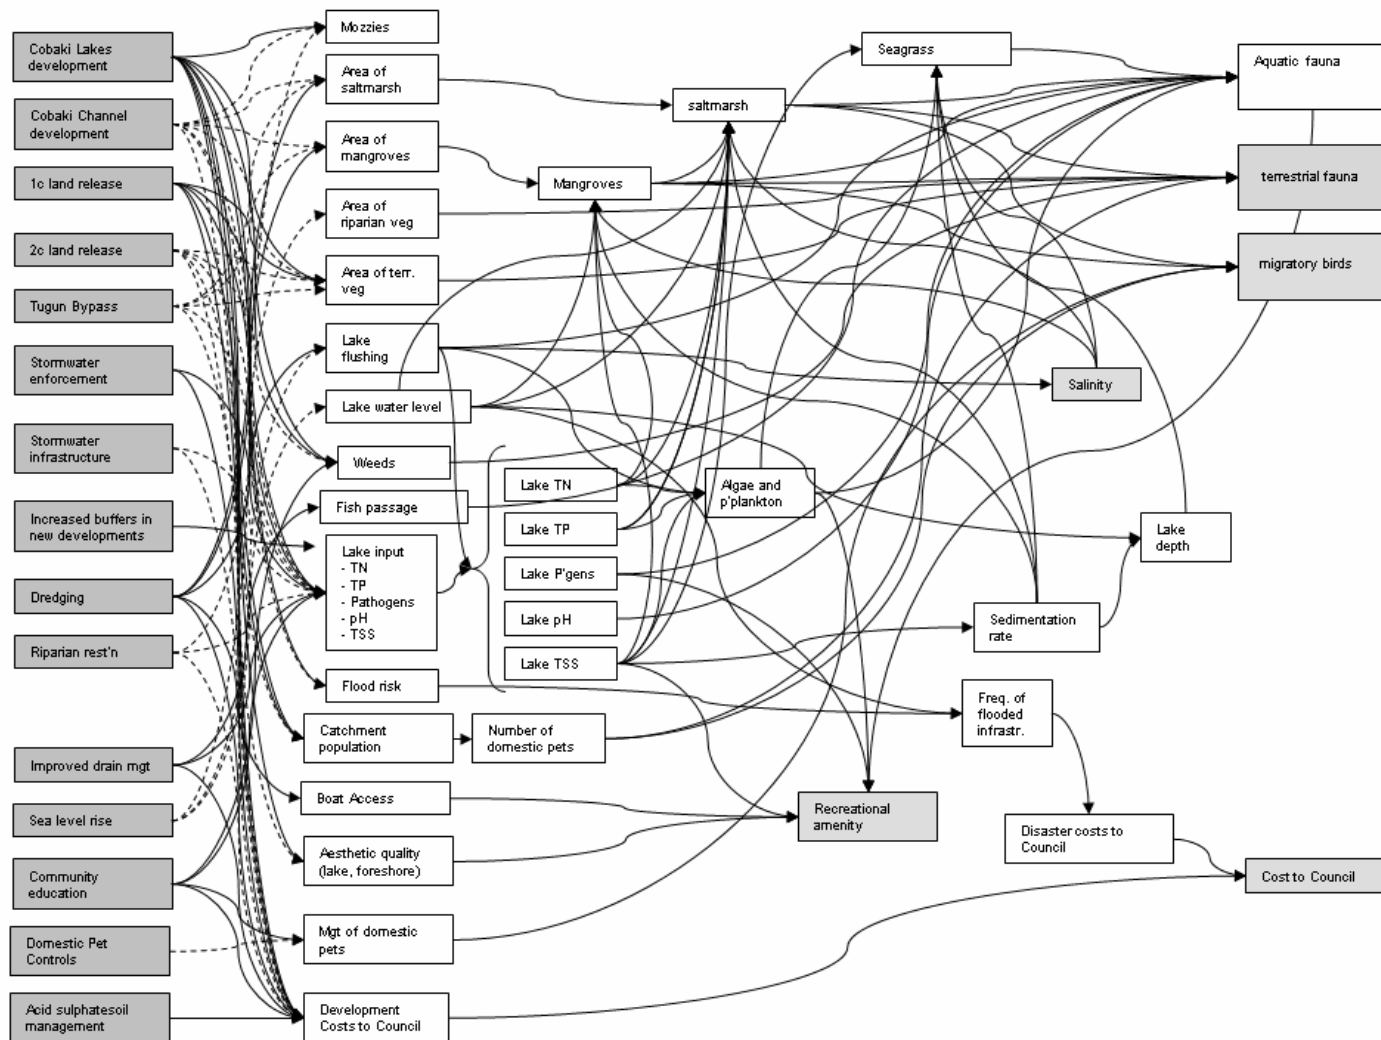 Cobaki Lakes
development
Cobaki Channel
development
1c land release
2c land release
Tugun Bypass
Stormwater
enforcement
Stormwater
infrastructure
Increased buffers in
new developments
Dredging
Riparian rest'n
Improved drain mgt
Sea level rise
Community
education
Domestic Pet
Controls
Acid sulphatesoil
management
Mozzies
Area of
saltmarsh
Area of
mangroves
Area of
riparian veg
Area of terr.
veg
Lake
flushing
Lake water level
Weeds
Fish passage
Lake input
- TN
- TP
- Pathogens
- pH
- TSS
Flood risk
Catchment
population
Boat Access
Aesthetic quality
(lake, foreshore)
Mgt of domestic
pets
Development
Costs to Council
Lake TN
Lake TP
Lake P'gens
Lake pH
Lake TSS
Number of
domestic pets
Mangroves
saltmarsh
Algae and
p'plankton
Seagrass
Recreational
amenity
Salinity
Lake
depth
Sedimentation
rate
Freq. of
flooded
infrastr.
Disaster costs to
Council
Aquatic fauna
terrestrial fauna
migratory birds
Cost to Council